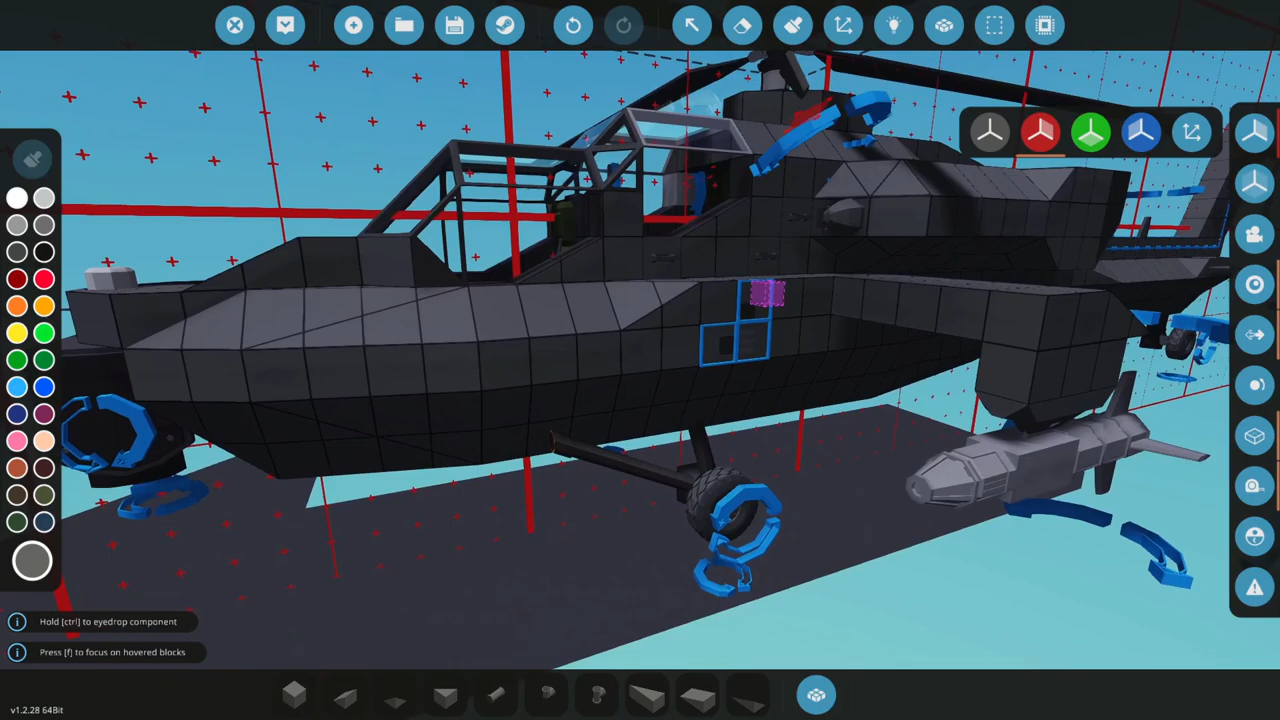 Hold [ctrl] to eyedrop component
Press [f] to focus on hovered blocks
v1.2.28 64Bit